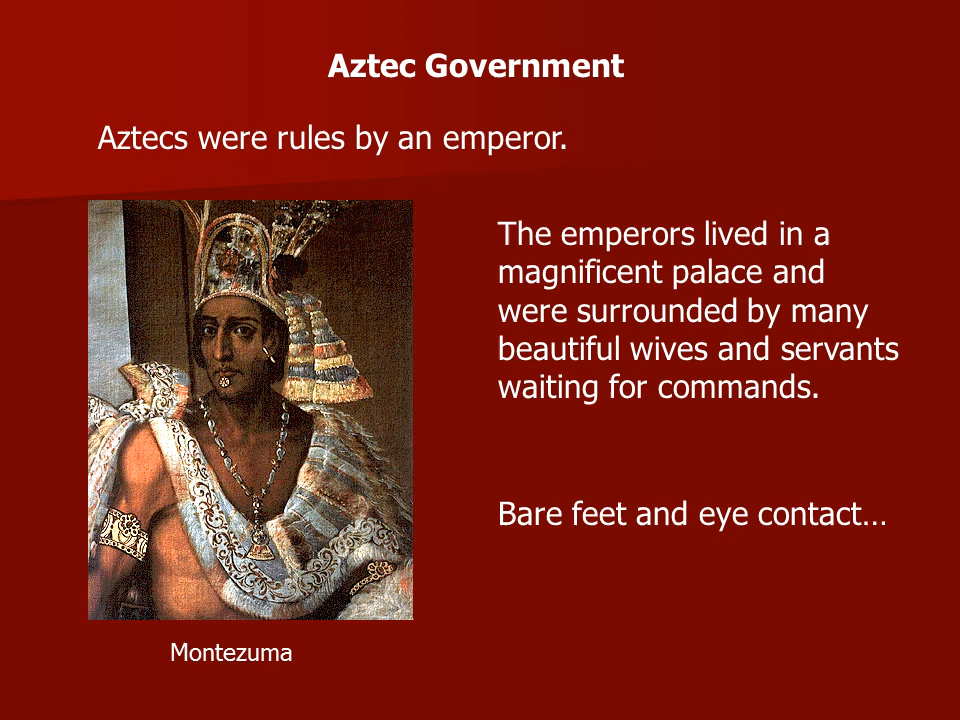 Aztec Government
Aztecs were rules by an emperor.
The emperors lived in a
magnificent palace and
were surrounded by many
beautiful wives and servants
waiting for commands.
Bare feet and eye contact…
Montezuma